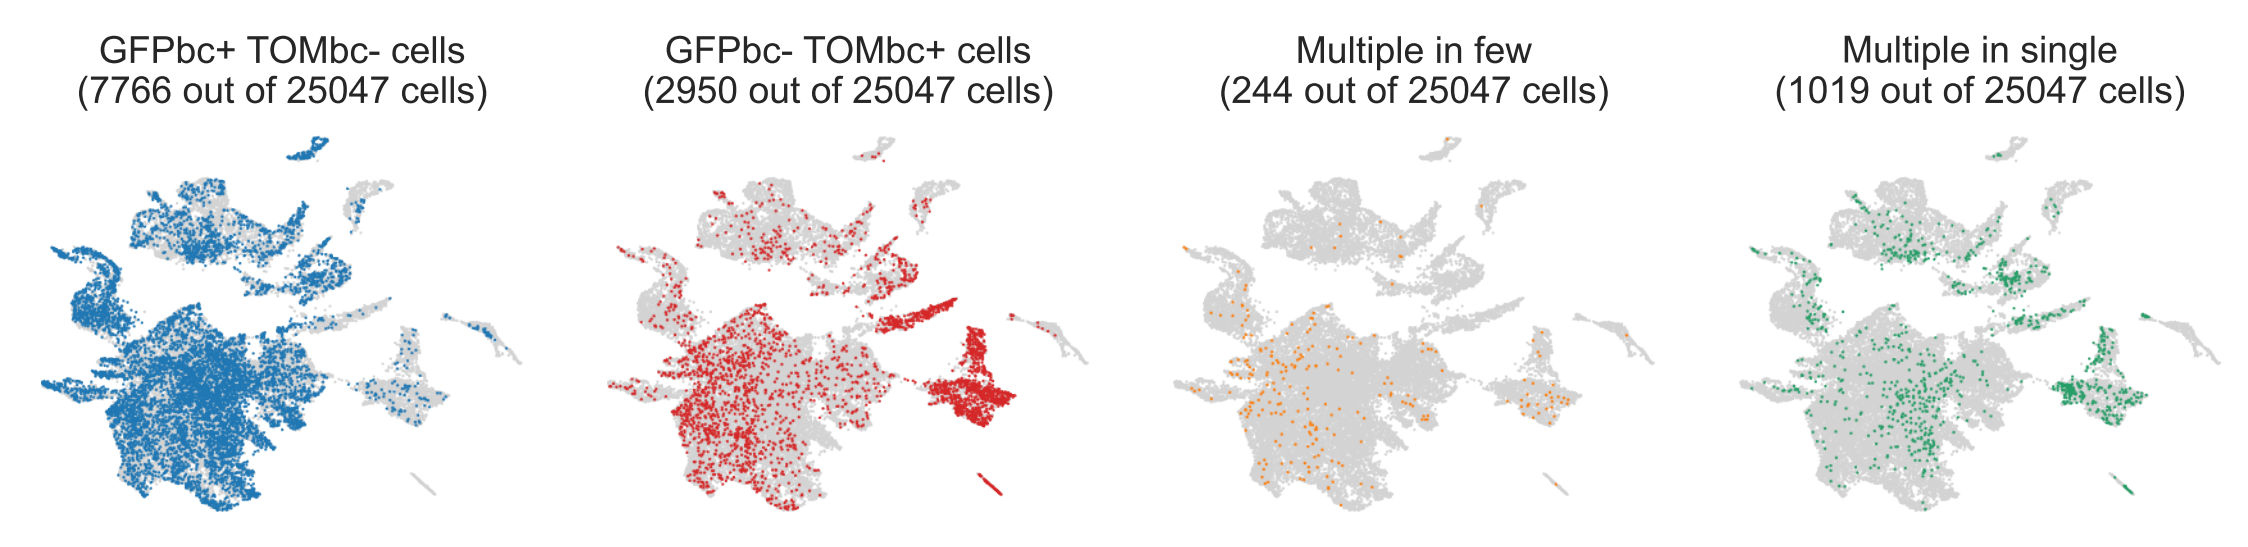 GFPbc+ TOMbc- cells
(7766 out of 25047 cells)
GFPbc- TOMbc+ cells
(2950 out of 25047 cells)
Multiple in few
(244 out of 25047 cells)
Multiple in single
(1019 out of 25047 cells)